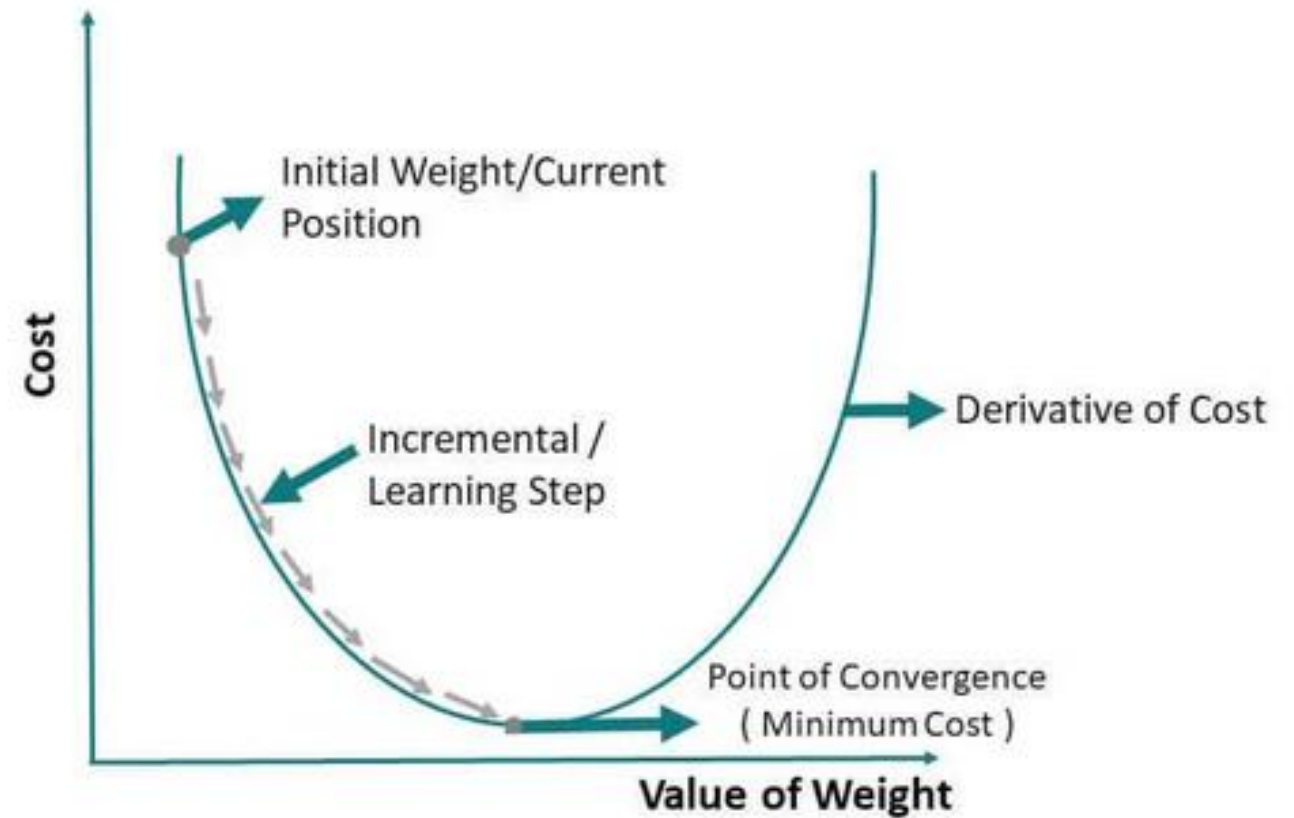 Initial Weight/Current
Position
Cost
Incremental /
Learning Step
Derivative of Cost
Point of Convergence
( Minimum Cost )
Value of Weight